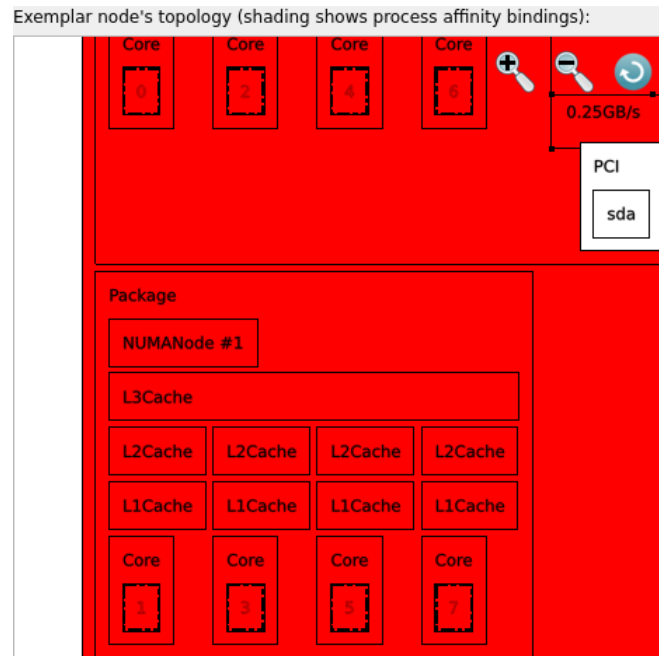 Exemplar node's topology (shading shows process affinity bindings):
Core Core Core Core
0 2 4 6
0.25GB/s
PCI
sda
Package
NUMANode #1
L3Cache
L2Cache L2Cache L2Cache L2Cache
L1Cache L1Cache L1Cache L1Cache
Core Core Core Core
1 3 5 7